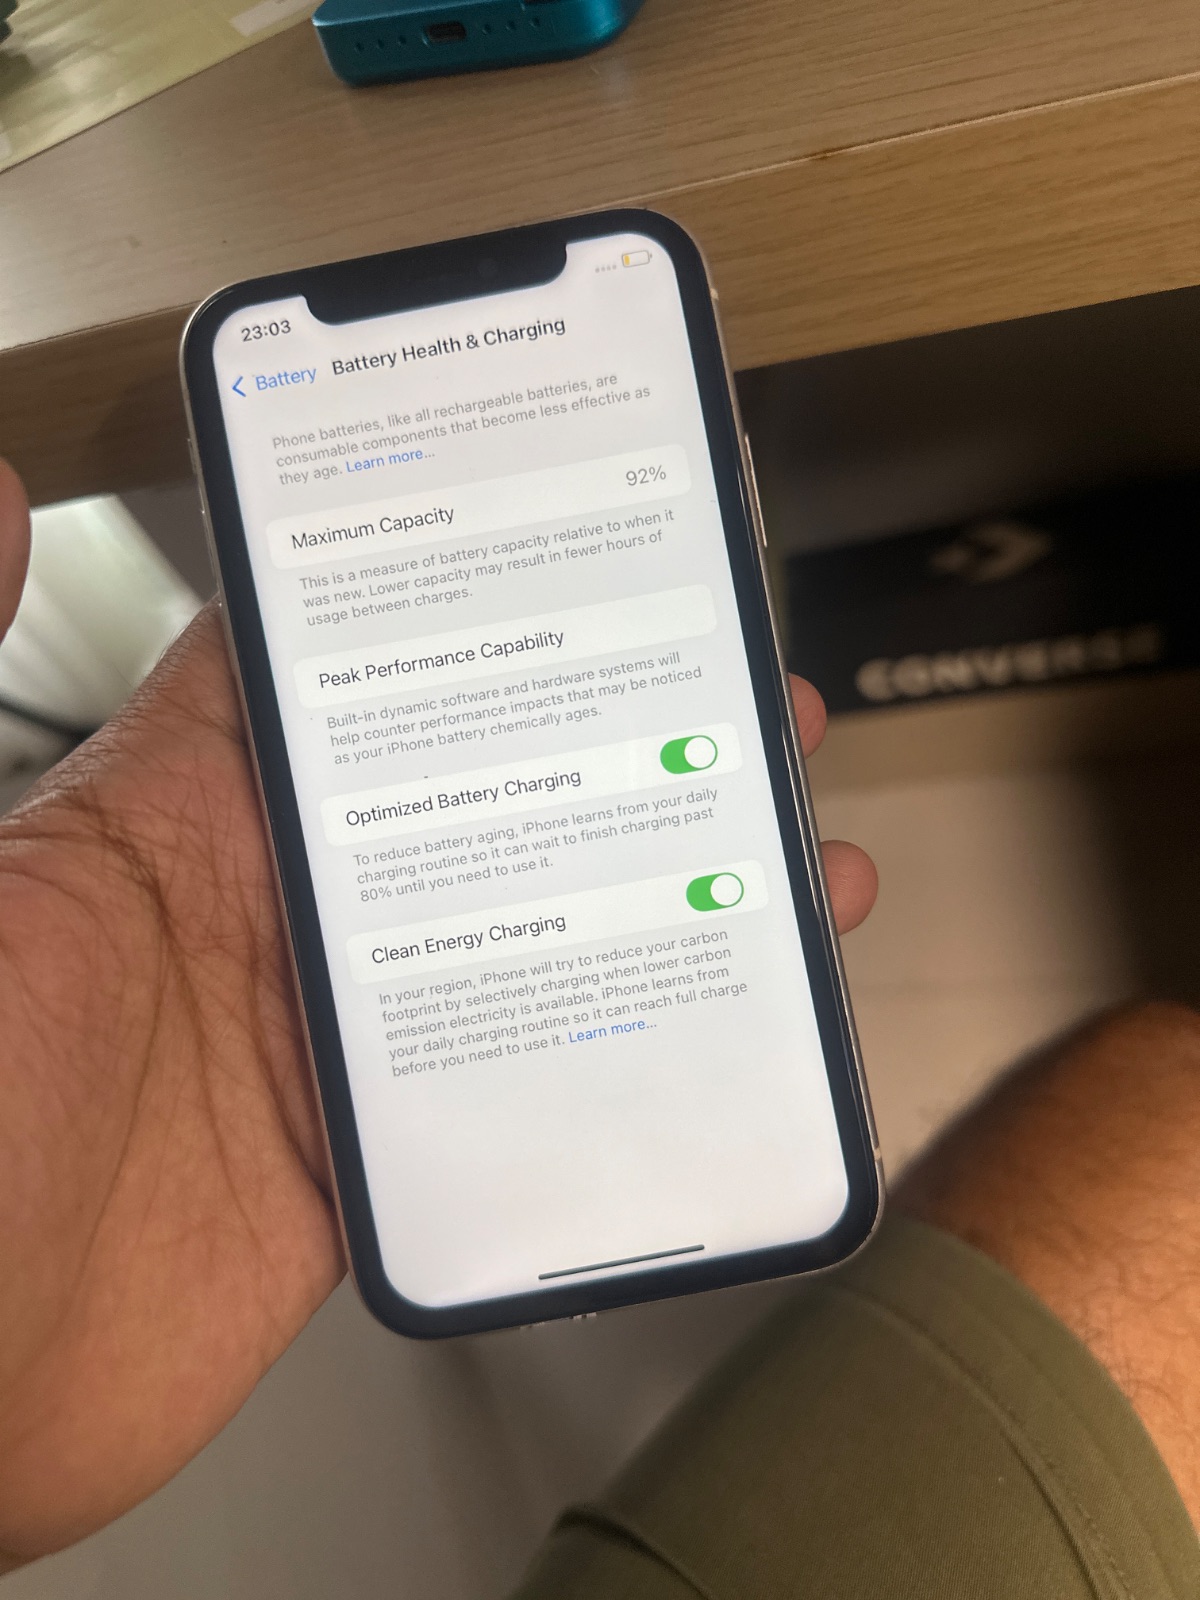 23:03
Battery
Battery Health & Charging
Phone batteries, like all rechargeable batteries, are
consumable components that become less effective as
they age. Learn more...
Maximum Capacity
92%
This is a measure of battery capacity relative to when it
was new. Lower capacity may result in fewer hours of
usage between charges.
Peak Performance Capability
Built-in dynamic software and hardware systems will
help counter performance impacts that may be noticed
as your iPhone battery chemically ages.
Optimized Battery Charging
To reduce battery aging, iPhone learns from your daily
charging routine so it can wait to finish charging past
80% until you need to use it.
Clean Energy Charging
In your region, iPhone will try to reduce your carbon
footprint by selectively charging when lower carbon
emission electricity is available. iPhone learns from
your daily charging routine so it can reach full charge
before you need to use it. Learn more...
CONVERSE